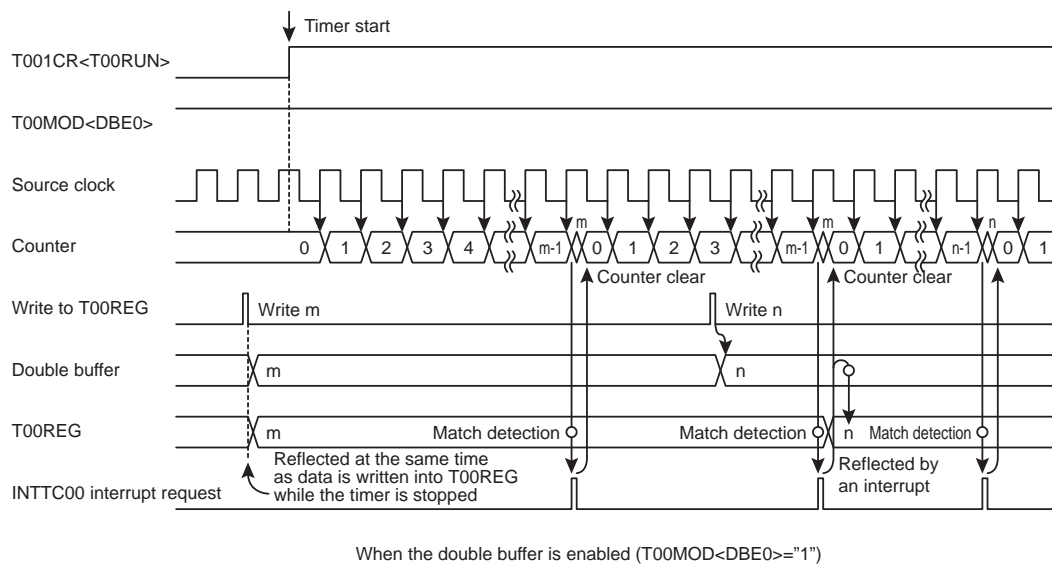 Timer start
T001CR<T00RUN>
T00MOD<DBE0>
Source clock
Counter 0 1 2 3 4 m-1 m 0 1 2 3 m-1 m 0 1 n-1 n 0 1
Counter clear Counter clear
Write to T00REG Write m Write n
Double buffer m n
T00REG m Match detection Match detection n Match detection
Reflected at the same time
as data is written into T00REG
while the timer is stopped
Reflected by
an interrupt
INTTC00 interrupt request
When the double buffer is enabled (T00MOD<DBE0>=”1”)